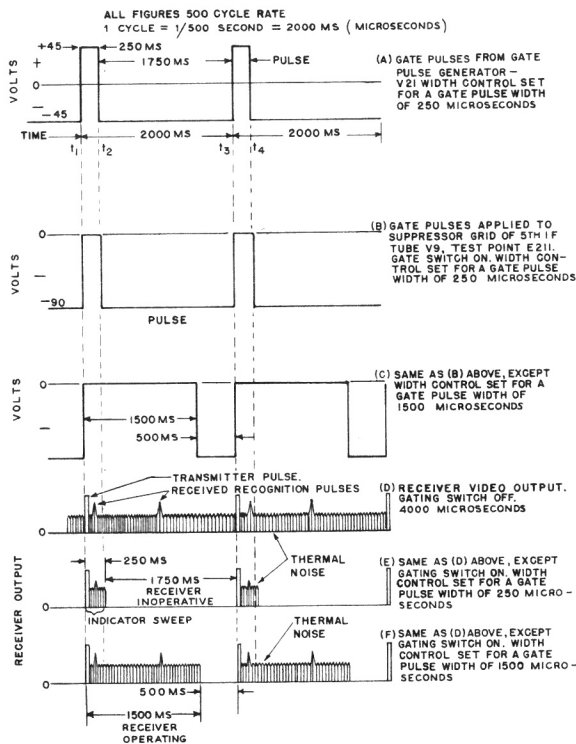 ALL FIGURES 500 CYCLE RATE
1 CYCLE = 1/500 SECOND = 2000 MS (MICROSECONDS)
VOLTS
+45
+
0
—
-45
250 MS
1750 MS
PULSE
TIME
2000 MS
2000 MS
t1
t2
t3
t4
(A) GATE PULSES FROM GATE
PULSE GENERATOR —
V21 WIDTH CONTROL SET
FOR A GATE PULSE WIDTH
OF 250 MICROSECONDS
VOLTS
0
—
-90
PULSE
(B) GATE PULSES APPLIED TO
SUPPRESSOR GRID OF 5TH IF
TUBE V9, TEST POINT E211.
GATE SWITCH ON. WIDTH CON-
TROL SET FOR A GATE PULSE
WIDTH OF 250 MICROSECONDS
VOLTS
0
—
1500 MS
500 MS
(C) SAME AS (B) ABOVE, EXCEPT
WIDTH CONTROL SET FOR A
GATE PULSE WIDTH OF
1500 MICROSECONDS
RECEIVER OUTPUT
TRANSMITTER PULSE.
RECEIVED RECOGNITION PULSES
0
(D) RECEIVER VIDEO OUTPUT.
GATING SWITCH OFF.
4000 MICROSECONDS
THERMAL
NOISE
250 MS
1750 MS
RECEIVER
INOPERATIVE
0
INDICATOR SWEEP
(E) SAME AS (D) ABOVE, EXCEPT
GATING SWITCH ON. WIDTH
CONTROL SET FOR A GATE
PULSE WIDTH OF 250 MICRO-
SECONDS
THERMAL
NOISE
0
500 MS
1500 MS
RECEIVER
OPERATING
(F) SAME AS (D) ABOVE, EXCEPT
GATING SWITCH ON. WIDTH
CONTROL SET FOR A GATE
PULSE WIDTH OF 1500 MICRO-
SECONDS